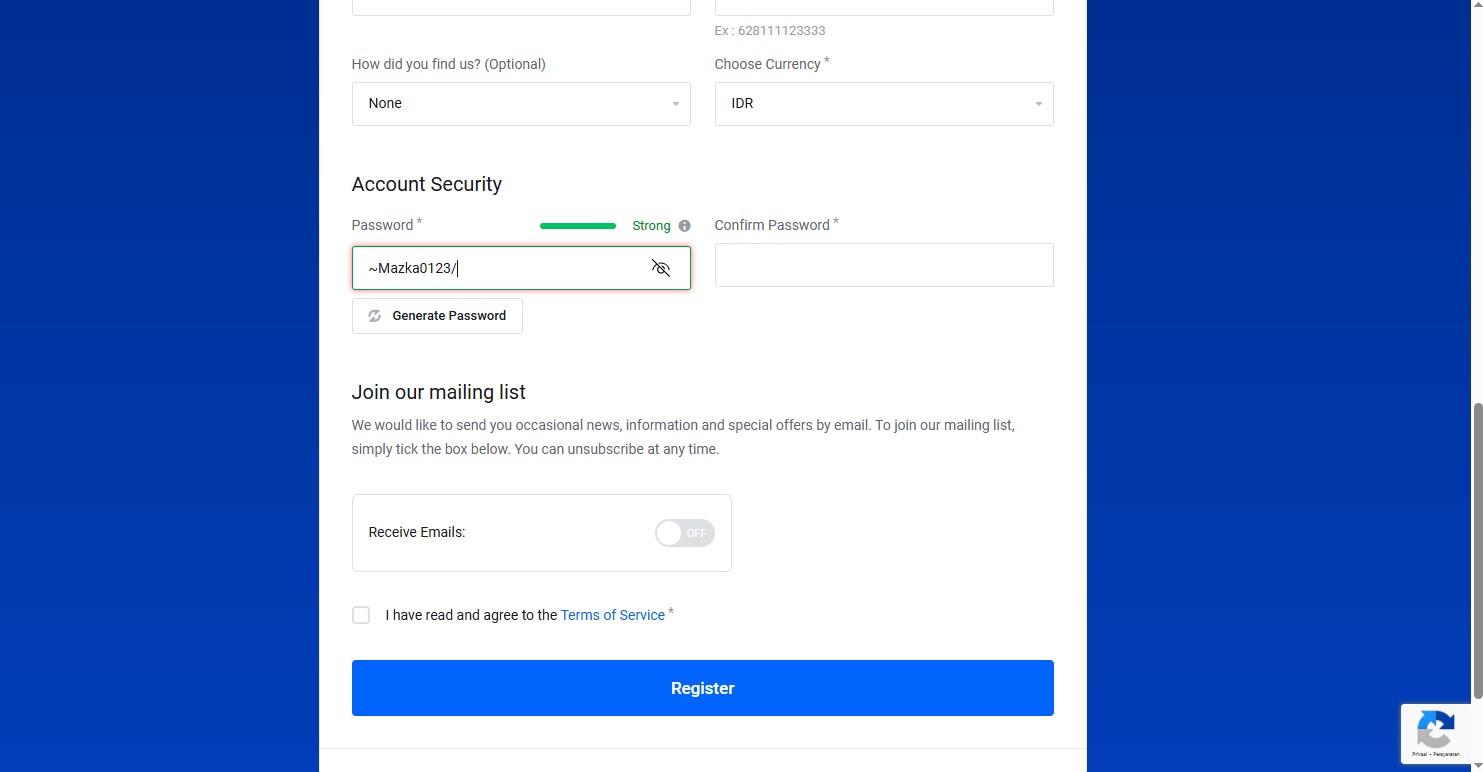 Ex : 628111123333
How did you find us? (Optional)
Choose Currency *
None
IDR
Account Security
Password *
Strong
Confirm Password *
~Mazka0123/
Generate Password
Join our mailing list
We would like to send you occasional news, information and special offers by email. To join our mailing list,
simply tick the box below. You can unsubscribe at any time.
Receive Emails:
OFF
I have read and agree to the Terms of Service *
Register
Privasi - Persyaratan